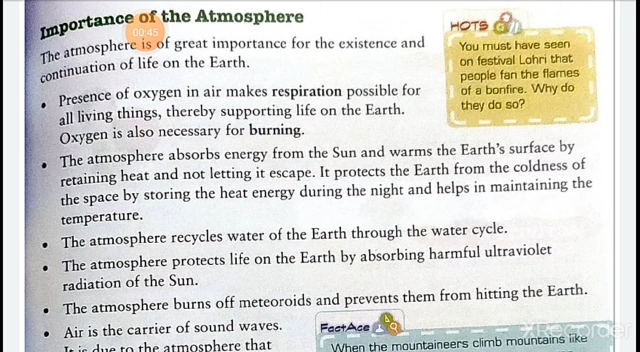 Importance of the Atmosphere
00:45
The atmosphere is of great importance for the existence and
continuation of life on the Earth.
HOTS
You must have seen
on festival Lohri that
people fan the flames
of a bonfire. Why do
they do so?
• Presence of oxygen in air makes respiration possible for
all living things, thereby supporting life on the Earth.
Oxygen is also necessary for burning.
• The atmosphere absorbs energy from the Sun and warms the Earth's surface by
retaining heat and not letting it escape. It protects the Earth from the coldness of
the space by storing the heat energy during the night and helps in maintaining the
temperature.
• The atmosphere recycles water of the Earth through the water cycle.
• The atmosphere protects life on the Earth by absorbing harmful ultraviolet
radiation of the Sun.
• The atmosphere burns off meteoroids and prevents them from hitting the Earth.
• Air is the carrier of sound waves.
It is due to the atmosphere that
FactAce
When the mountaineers climb mountains like
XRecorder